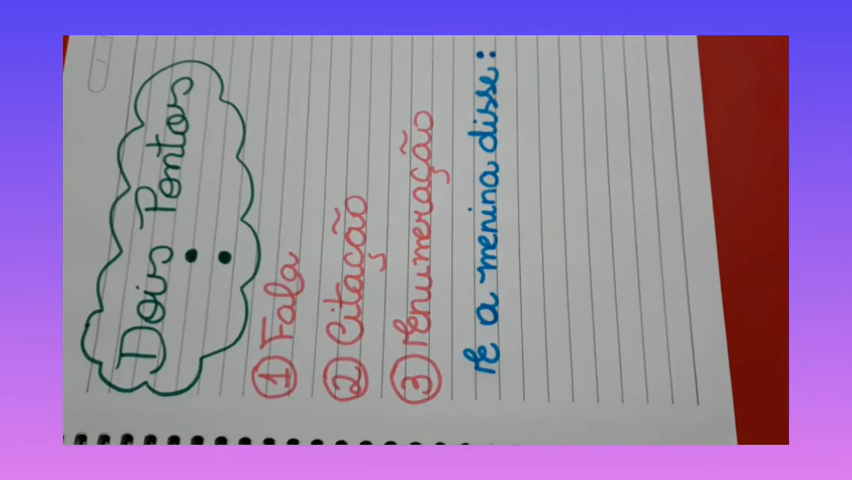 Dois Pontos
:
① Fala
② Citação
③ Enumeração
E a menina disse: